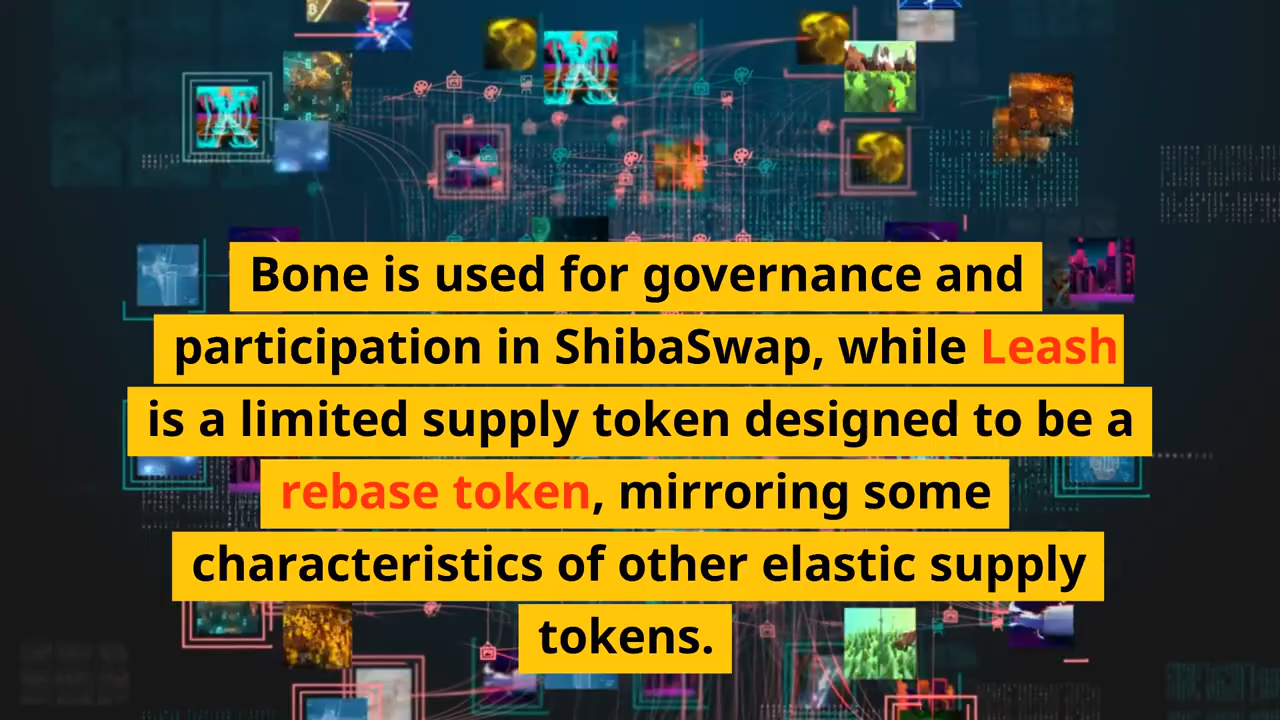 Bone is used for governance and
participation in ShibaSwap, while Leash
is a limited supply token designed to be a
rebase token, mirroring some
characteristics of other elastic supply
tokens.